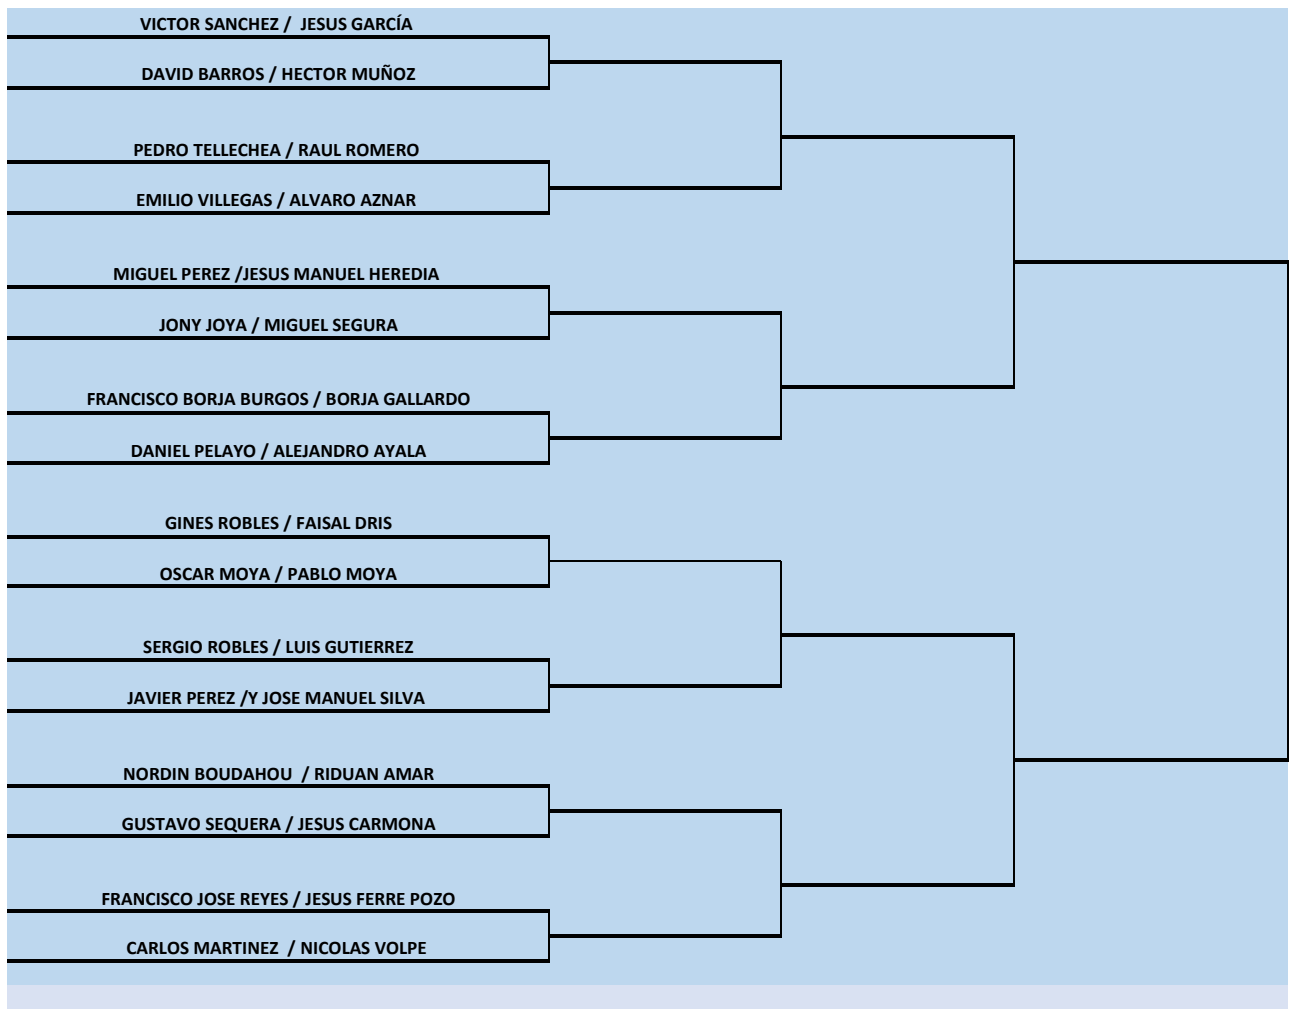 VICTOR SANCHEZ / JESUS GARCÍA
DAVID BARROS / HECTOR MUÑOZ
PEDRO TELLECHEA / RAUL ROMERO
EMILIO VILLEGAS / ALVARO AZNAR
MIGUEL PEREZ /JESUS MANUEL HEREDIA
JONY JOYA / MIGUEL SEGURA
FRANCISCO BORJA BURGOS / BORJA GALLARDO
DANIEL PELAYO / ALEJANDRO AYALA
GINES ROBLES / FAISAL DRIS
OSCAR MOYA / PABLO MOYA
SERGIO ROBLES / LUIS GUTIERREZ
JAVIER PEREZ /Y JOSE MANUEL SILVA
NORDIN BOUDAHOU / RIDUAN AMAR
GUSTAVO SEQUERA / JESUS CARMONA
FRANCISCO JOSE REYES / JESUS FERRE POZO
CARLOS MARTINEZ / NICOLAS VOLPE